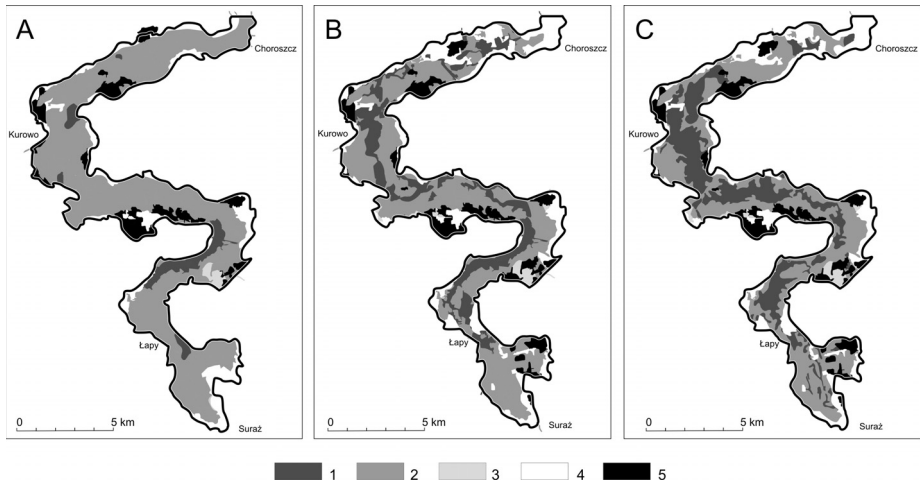 A
Choroszcz
Kurowo
Łapy
0 5 km
Suraż
B
Choroszcz
Kurowo
Łapy
0 5 km
Suraż
C
Choroszcz
Kurowo
Łapy
0 5 km
Suraż
1 2 3 4 5